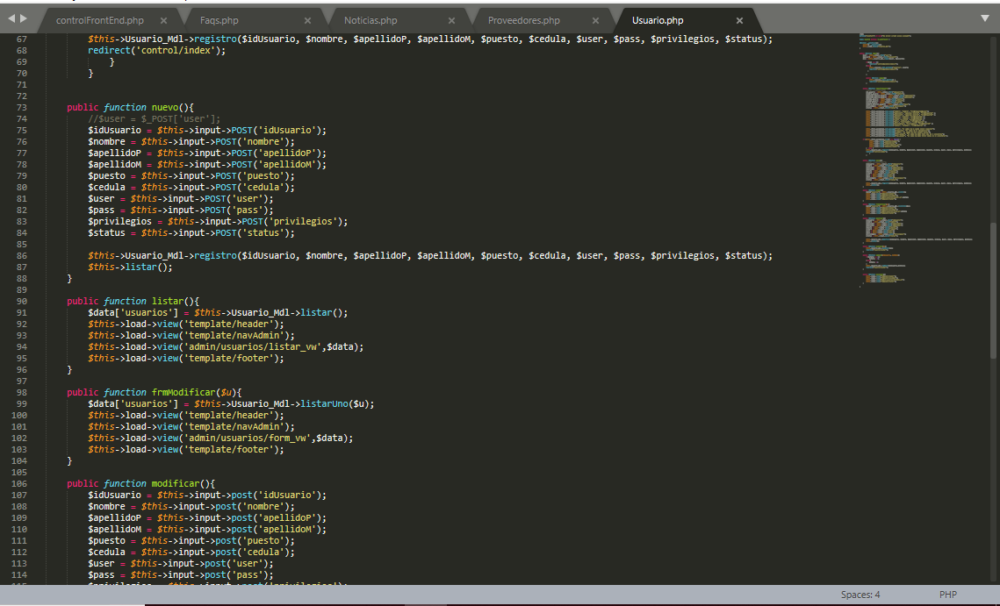 controlFrontEnd.php × Faqs.php × Noticias.php × Proveedores.php × Usuario.php ×
67 $this->Usuario_Mdl->registro($idUsuario, $nombre, $apellidoP, $apellidoM, $puesto, $cedula, $user, $pass, $privilegios, $status);
68 redirect('control/index');
69 }
70 }
71
72
73 public function nuevo(){
74 //$user = $_POST['user'];
75 $idUsuario = $this->input->POST('idUsuario');
76 $nombre = $this->input->POST('nombre');
77 $apellidoP = $this->input->POST('apellidoP');
78 $apellidoM = $this->input->POST('apellidoM');
79 $puesto = $this->input->POST('puesto');
80 $cedula = $this->input->POST('cedula');
81 $user = $this->input->POST('user');
82 $pass = $this->input->POST('pass');
83 $privilegios = $this->input->POST('privilegios');
84 $status = $this->input->POST('status');
85
86 $this->Usuario_Mdl->registro($idUsuario, $nombre, $apellidoP, $apellidoM, $puesto, $cedula, $user, $pass, $privilegios, $status);
87 $this->listar();
88 }
89
90 public function listar(){
91 $data['usuarios'] = $this->Usuario_Mdl->listar();
92 $this->load->view('template/header');
93 $this->load->view('template/navAdmin');
94 $this->load->view('admin/usuarios/listar_vw',$data);
95 $this->load->view('template/footer');
96 }
97
98 public function frmModificar($u){
99 $data['usuarios'] = $this->Usuario_Mdl->listarUno($u);
100 $this->load->view('template/header');
101 $this->load->view('template/navAdmin');
102 $this->load->view('admin/usuarios/form_vw',$data);
103 $this->load->view('template/footer');
104 }
105
106 public function modificar(){
107 $idUsuario = $this->input->post('idUsuario');
108 $nombre = $this->input->post('nombre');
109 $apellidoP = $this->input->post('apellidoP');
110 $apellidoM = $this->input->post('apellidoM');
111 $puesto = $this->input->post('puesto');
112 $cedula = $this->input->post('cedula');
113 $user = $this->input->post('user');
114 $pass = $this->input->post('pass');
115 $privilegios = $this->input->post('privilegios');
Spaces: 4 PHP